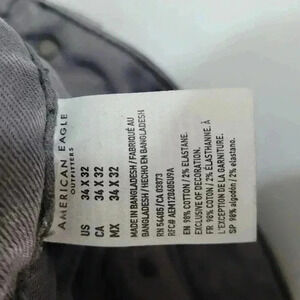 AMERICAN EAGLE
OUTFITTERS
US 34 X 32
CA 34 X 32
MX 34 X 32
MADE IN BANGLADESH / FABRIQUÉ AU
BANGLADESH / HECHO EN BANGLADESH
RN 54485 / CA 03873
EN 98% COTTON / 2% ELASTANE.
EXCLUSIVE OF DECORATION.
FR 98% COTON / 2% ÉLASTHANNE. À
L'EXCEPTION DE LA GARNITURE.
SP 98% algodón / 2% elastano.